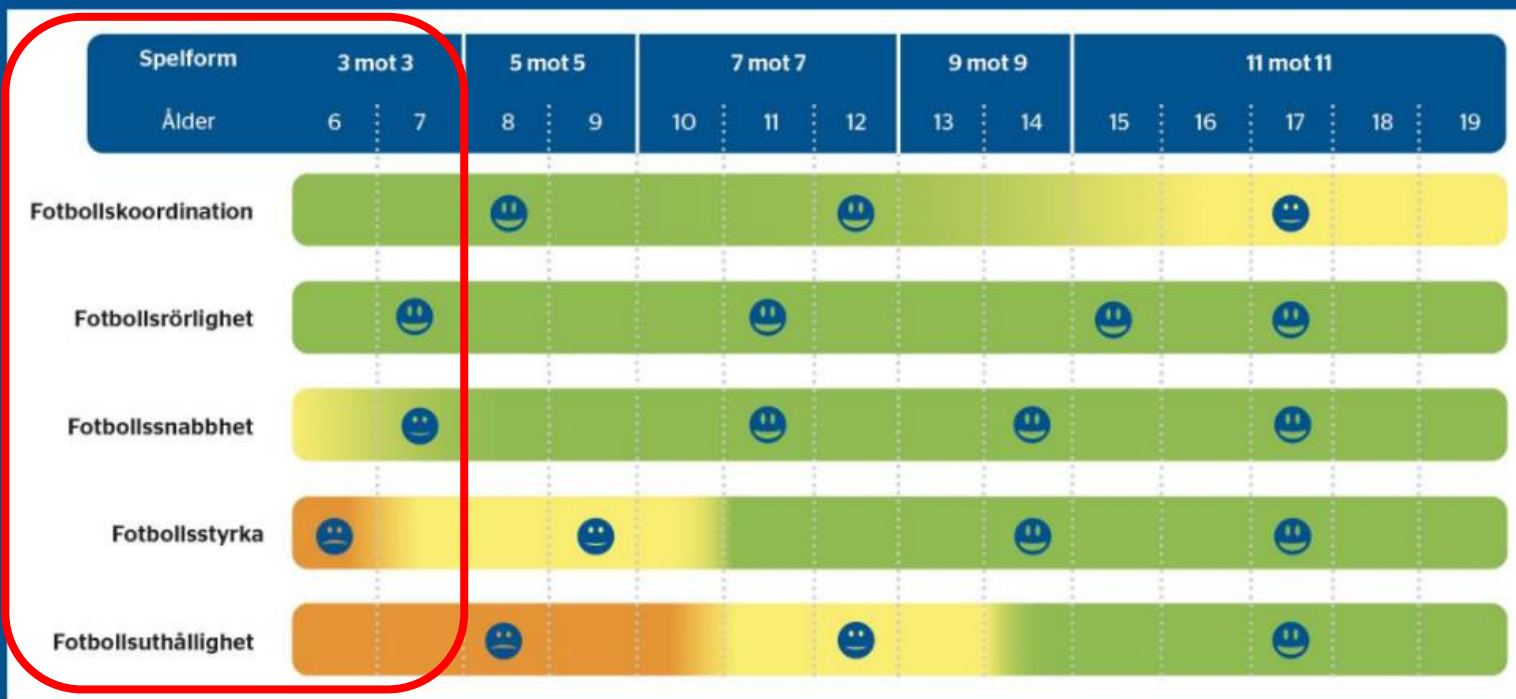 Spelform 3 mot 3 5 mot 5 7 mot 7 9 mot 9 11 mot 11
Ålder 6 7 8 9 10 11 12 13 14 15 16 17 18 19
Fotbollskoordination
Fotbollsrörlighet
Fotbollssnabbhet
Fotbollsstyrka
Fotbollsuthållighet